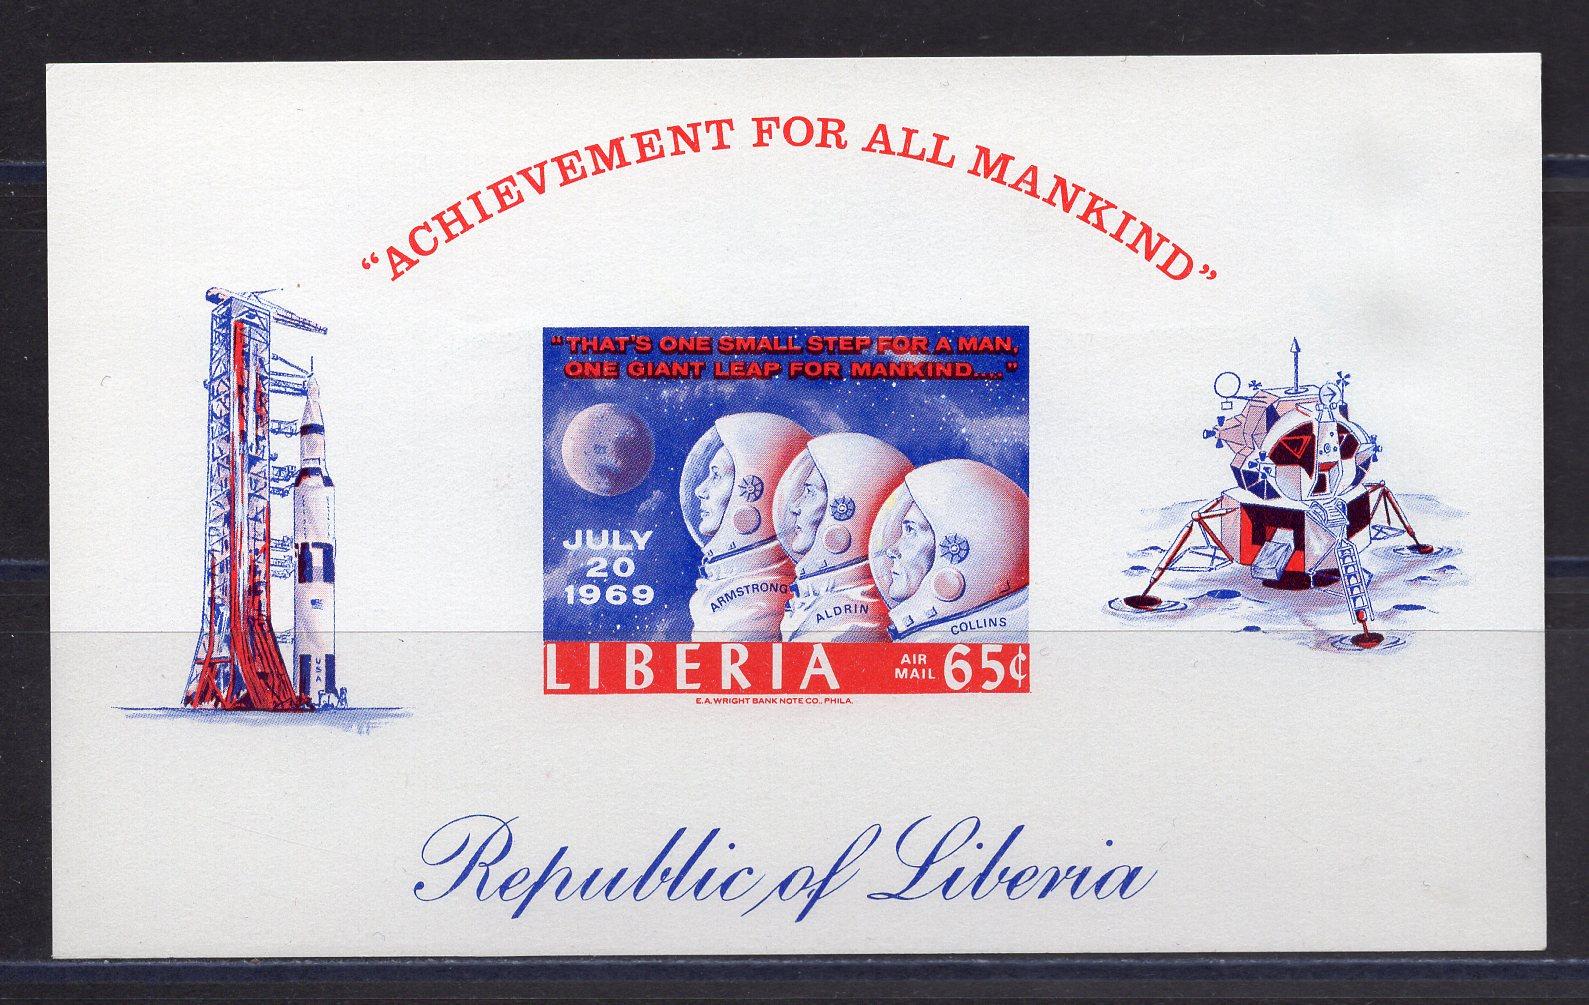 “ACHIEVEMENT FOR ALL MANKIND”
“THAT'S ONE SMALL STEP FOR A MAN,
ONE GIANT LEAP FOR MANKIND....”
JULY
20
1969
ARMSTRONG
ALDRIN
COLLINS
USA
LIBERIA AIR MAIL 65¢
E.A. WRIGHT BANK NOTE CO., PHILA.
Republic of Liberia